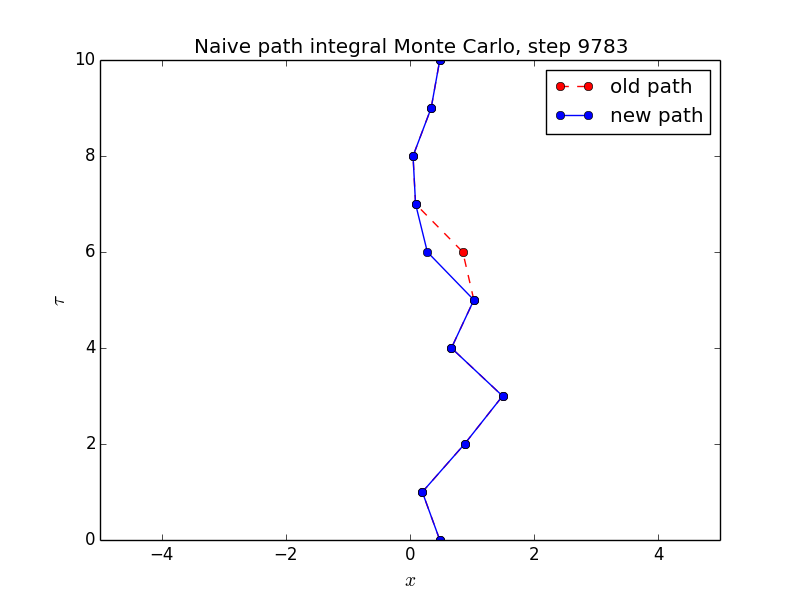 Naive path integral Monte Carlo, step 9783
old path
new path
10
8
6
4
2
0
τ
−4 −2 0 2 4
x